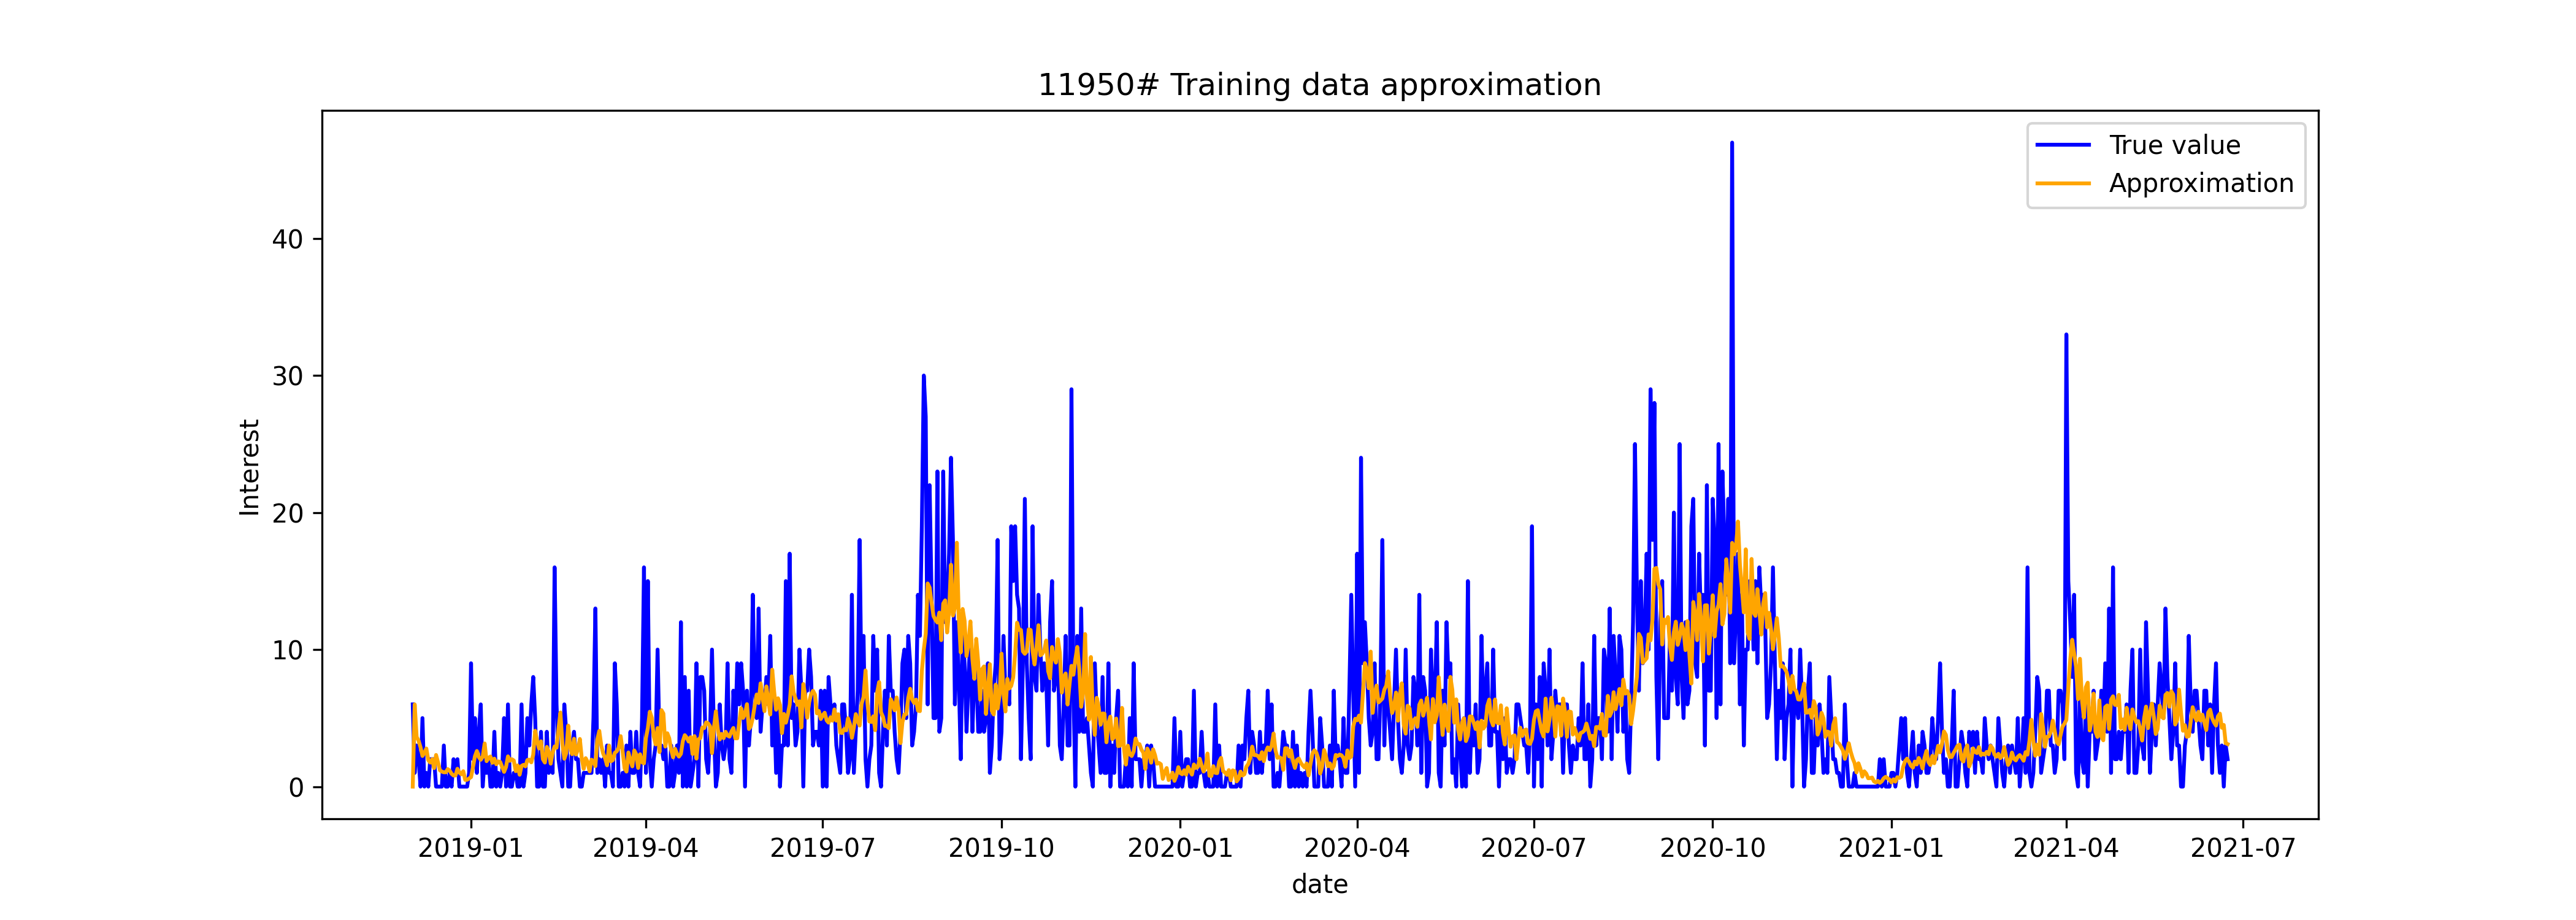 11950# Training data approximation
True value
Approximation
40
30
20
10
0
Interest
2019-01 2019-04 2019-07 2019-10 2020-01 2020-04 2020-07 2020-10 2021-01 2021-04 2021-07
date